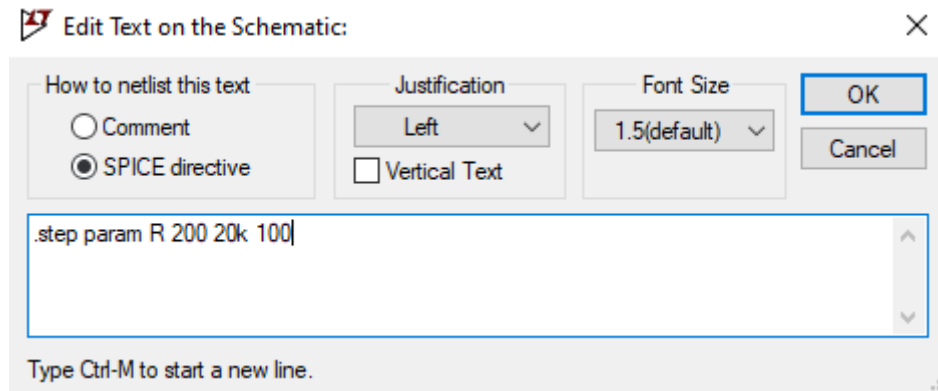 Edit Text on the Schematic:
How to netlist this text
Comment
SPICE directive
Justification
Left
Vertical Text
Font Size
1.5(default)
OK
Cancel
.step param R 200 20k 100
Type Ctrl-M to start a new line.